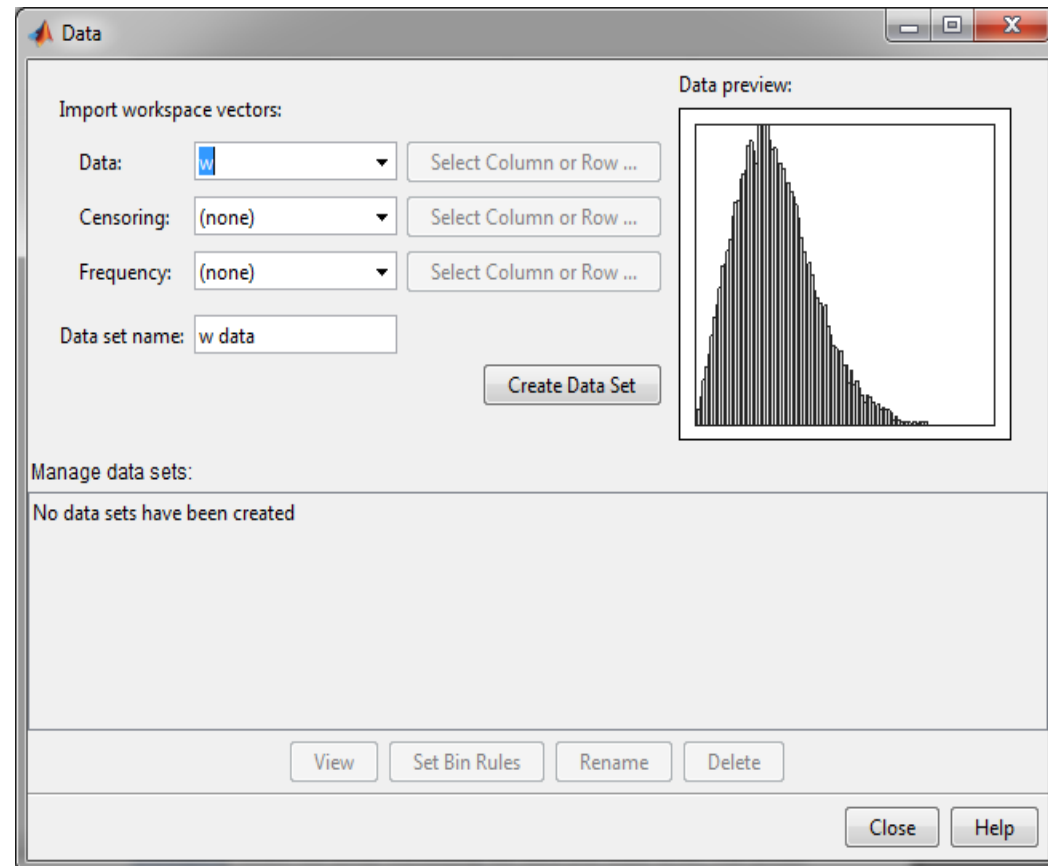 Data
Data preview:
Import workspace vectors:
Data: w Select Column or Row ...
Censoring: (none) Select Column or Row ...
Frequency: (none) Select Column or Row ...
Data set name: w data
Create Data Set
Manage data sets:
No data sets have been created
View Set Bin Rules Rename Delete
Close Help